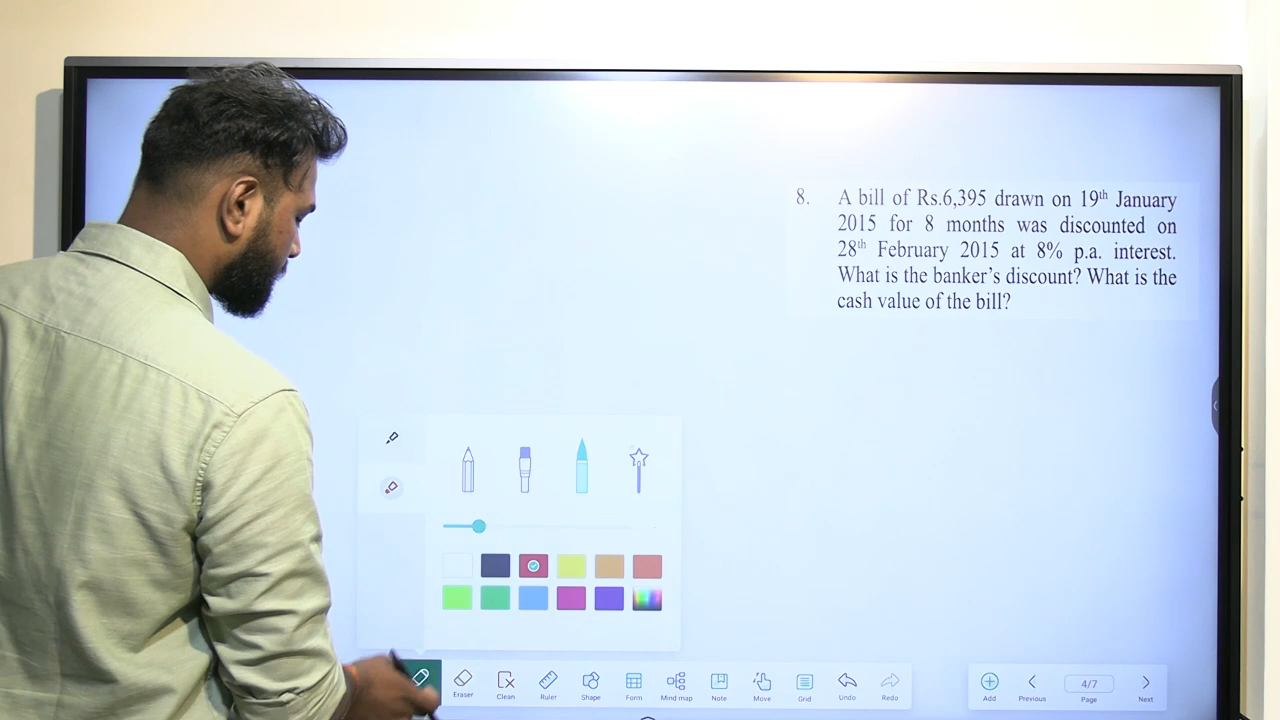 8. A bill of Rs.6,395 drawn on 19th January
2015 for 8 months was discounted on
28th February 2015 at 8% p.a. interest.
What is the banker's discount? What is the
cash value of the bill?
Eraser Clean Ruler Shape Form Mind map Note Move Grid Undo Redo
Add Previous 4/7 Page Next